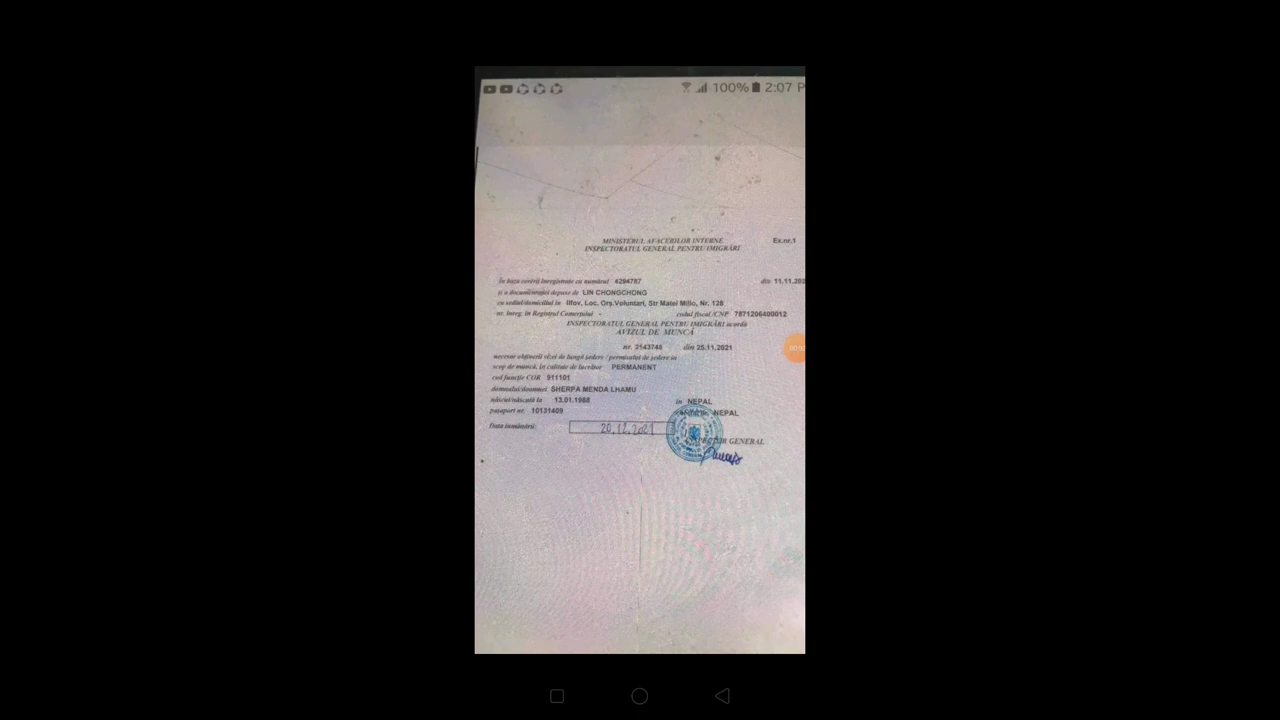 100% 2:07 P
MINISTERUL AFACERILOR INTERNE
Ex.nr.1
INSPECTORATUL GENERAL PENTRU IMIGRĂRI
În baza cererii înregistrate cu numărul 4294787 din 11.11.202
și a documentației depuse de LIN CHONGCHONG
cu sediul/domiciliul în Ilfov, Loc. Orș.Voluntari, Str Matei Millo, Nr. 128
nr. înreg. în Registrul Comerțului - codul fiscal /CNP 7871206400012
INSPECTORATUL GENERAL PENTRU IMIGRĂRI acordă
AVIZUL DE MUNCĂ
nr. 2143748 din 25.11.2021
necesar obținerii vizei de lungă ședere / permisului de ședere în
scop de muncă, în calitate de lucrător PERMANENT
cod funcție COR 911101
domnului/doamnei SHERPA MENDA LHAMU
născut/născută la 13.01.1988 în NEPAL
pașaport nr. 10131409 NEPAL
Data înmânării: 20.12.2021
GENERAL